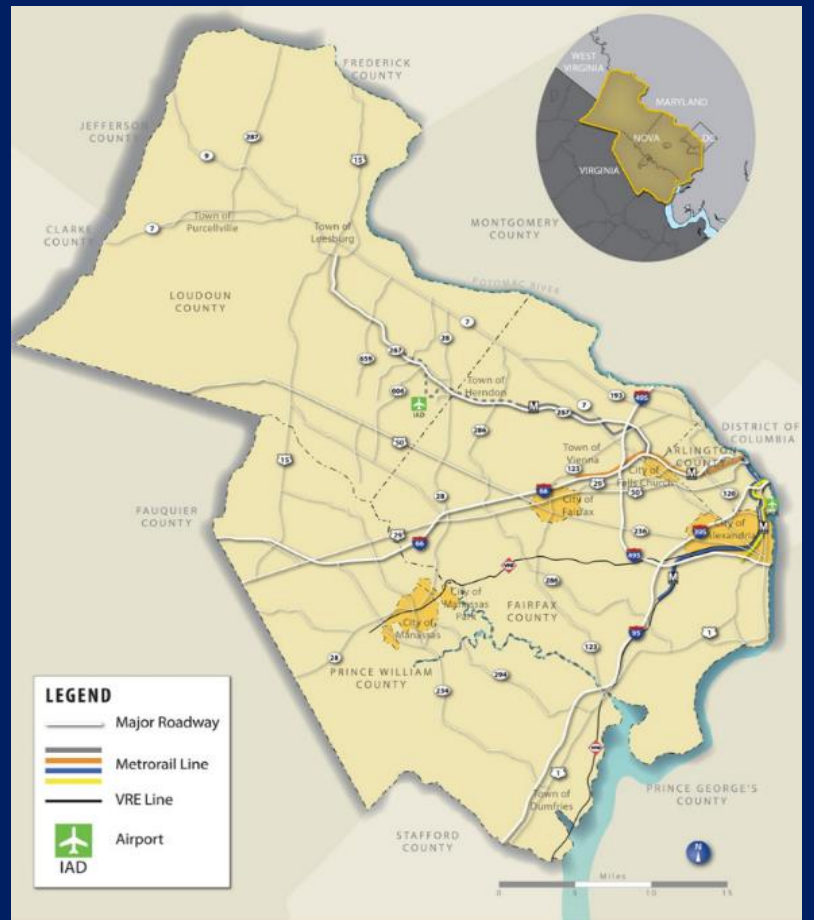 FREDERICK
COUNTY
WEST
VIRGINIA
MARYLAND
NOVA
DC
VIRGINIA
JEFFERSON
COUNTY
287
9
15
CLARKE
COUNTY
7
Town of
Purcellville
Town of
Leesburg
MONTGOMERY
COUNTY
POTOMAC RIVER
LOUDOUN
COUNTY
7
28
267
659
606
IAD
Town of
Herndon
193
495
M
267
7
286
50
DISTRICT OF
COLUMBIA
15
Town of
Vienna
123
ARLINGTON
COUNTY
M
City of
Falls Church
66
29
50
120
28
City of
Fairfax
FAUQUIER
COUNTY
29
66
236
395
City of
Alexandria
M
495
VRE
M
286
City of
Manassas
Park
City of
Manassas
FAIRFAX
COUNTY
95
1
123
28
PRINCE WILLIAM
COUNTY
294
234
VRE
1
Town of
Dumfries
PRINCE GEORGE'S
COUNTY
STAFFORD
COUNTY
LEGEND
Major Roadway
Metrorail Line
VRE Line
Airport
IAD
N
Miles
0
5
10
15